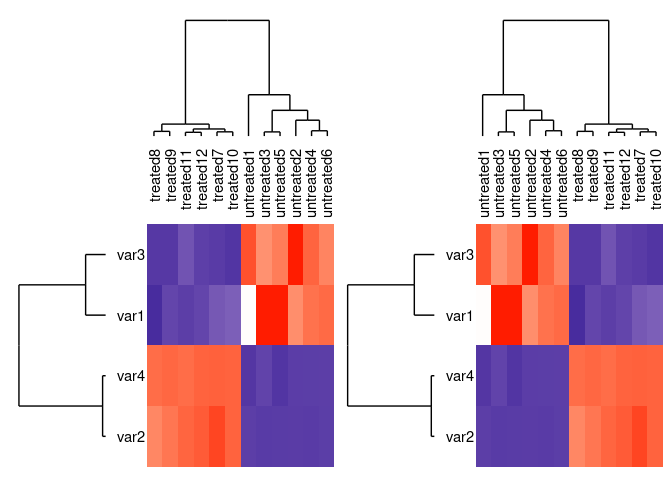 treated8
treated9
treated11
treated12
treated7
treated10
untreated1
untreated3
untreated5
untreated2
untreated4
untreated6
var3
var1
var4
var2
untreated1
untreated3
untreated5
untreated2
untreated4
untreated6
treated8
treated9
treated11
treated12
treated7
treated10
var3
var1
var4
var2